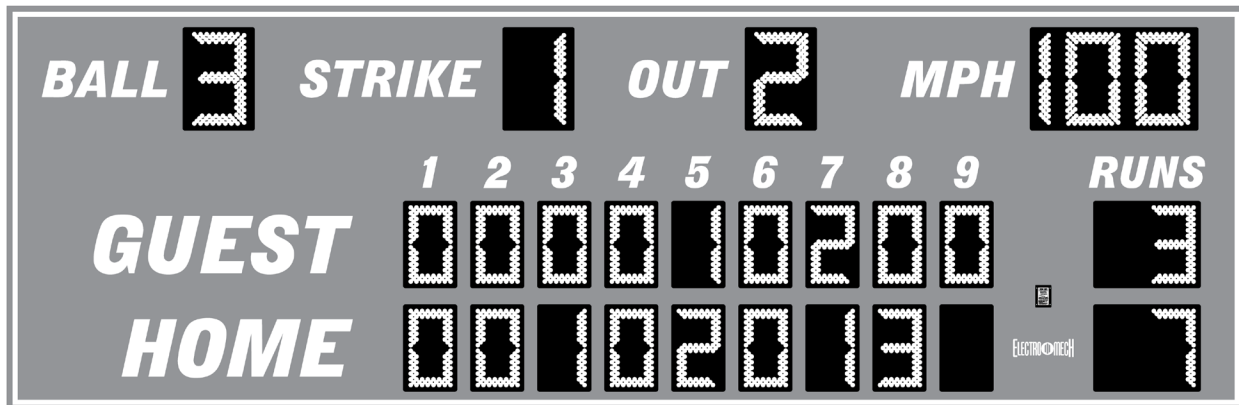 BALL 3 STRIKE 1 OUT 2 MPH 100
1 2 3 4 5 6 7 8 9 RUNS
GUEST 0 0 0 0 1 0 2 0 0 3
HOME 0 0 1 0 2 0 1 3 7
ELECTRO MECH